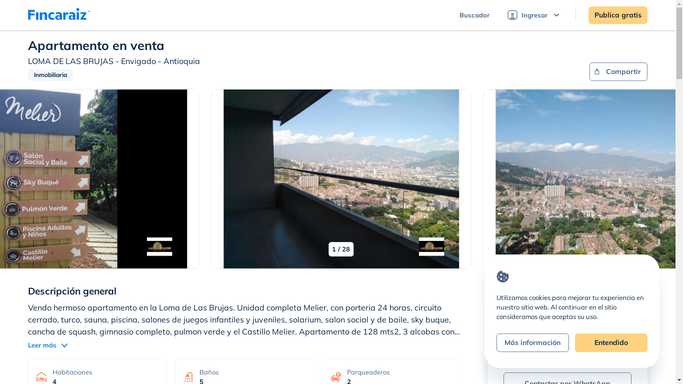 Fincaraiz
Buscador
Ingresar
Publica gratis
Apartamento en venta
LOMA DE LAS BRUJAS - Envigado - Antioquia
Inmobiliaria
Compartir
Melier
Salón
Social y Baile
Sky Buque
Pulmón Verde
Piscina Adultos
y Niños
Castillo
Melier
1 / 28
Descripción general
Vendo hermoso apartamento en la Loma de Las Brujas. Unidad completa Melier, con porteria 24 horas, circuito
cerrado, turco, sauna, piscina, salones de juegos infantiles y juveniles, solarium, salon social y de baile, sky buque,
cancha de squash, gimnasio completo, pulmon verde y el Castillo Melier. Apartamento de 128 mts2, 3 alcobas con...
Leer más
Habitaciones
4
Baños
5
Parqueaderos
2
Utilizamos cookies para mejorar tu experiencia en
nuestro sitio web. Al continuar en el sitio
consideramos que aceptas su uso.
Más información
Entendido
Contactar por WhatsApp